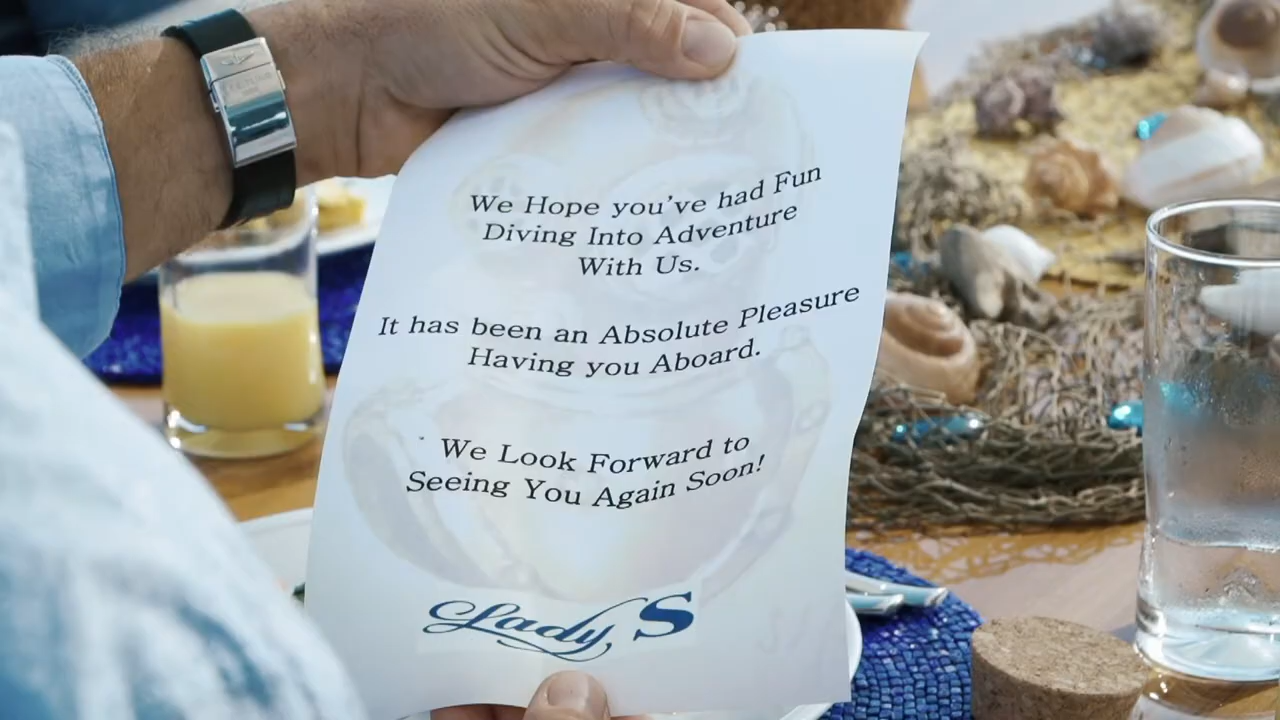 We Hope you've had Fun
Diving Into Adventure
With Us.
It has been an Absolute Pleasure
Having you Aboard.
We Look Forward to
Seeing You Again Soon!
Lady S